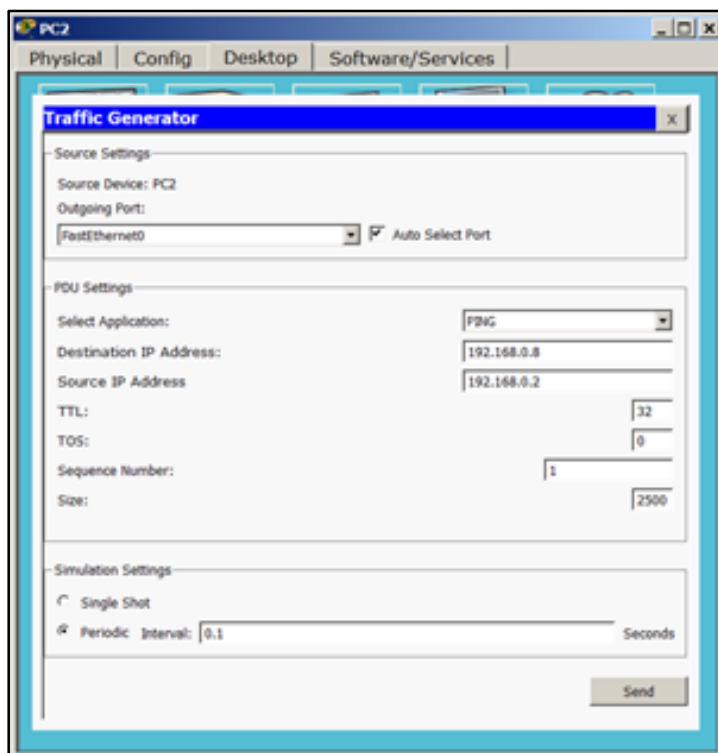 PC2
Physical Config Desktop Software/Services
Traffic Generator X
Source Settings
Source Device: PC2
Outgoing Port:
FastEthernet0 Auto Select Port
PDU Settings
Select Application: PING
Destination IP Address: 192.168.0.8
Source IP Address 192.168.0.2
TTL: 32
TOS: 0
Sequence Number: 1
Size: 2500
Simulation Settings
Single Shot
Periodic Interval: 0.1 Seconds
Send